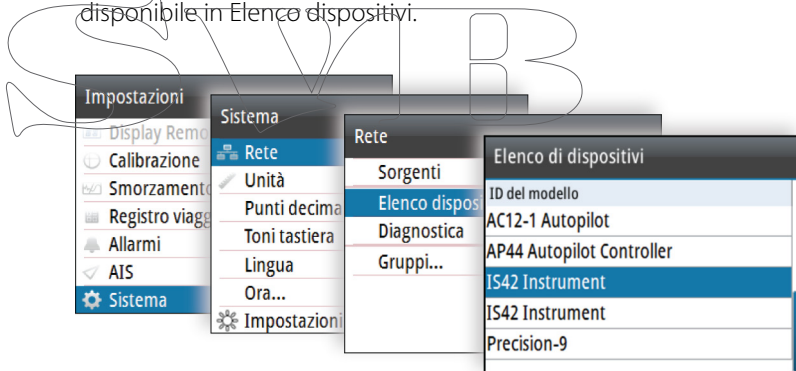 disponibile in Elenco dispositivi.
SVB
Impostazioni
Display Remo
Calibrazione
Smorzamento
Registro viagg
Allarmi
AIS
Sistema
Sistema
Rete
Unità
Punti decima
Toni tastiera
Lingua
Ora...
Impostazioni
Rete
Sorgenti
Elenco dispos
Diagnostica
Gruppi...
Elenco di dispositivi
ID del modello
AC12-1 Autopilot
AP44 Autopilot Controller
IS42 Instrument
IS42 Instrument
Precision-9